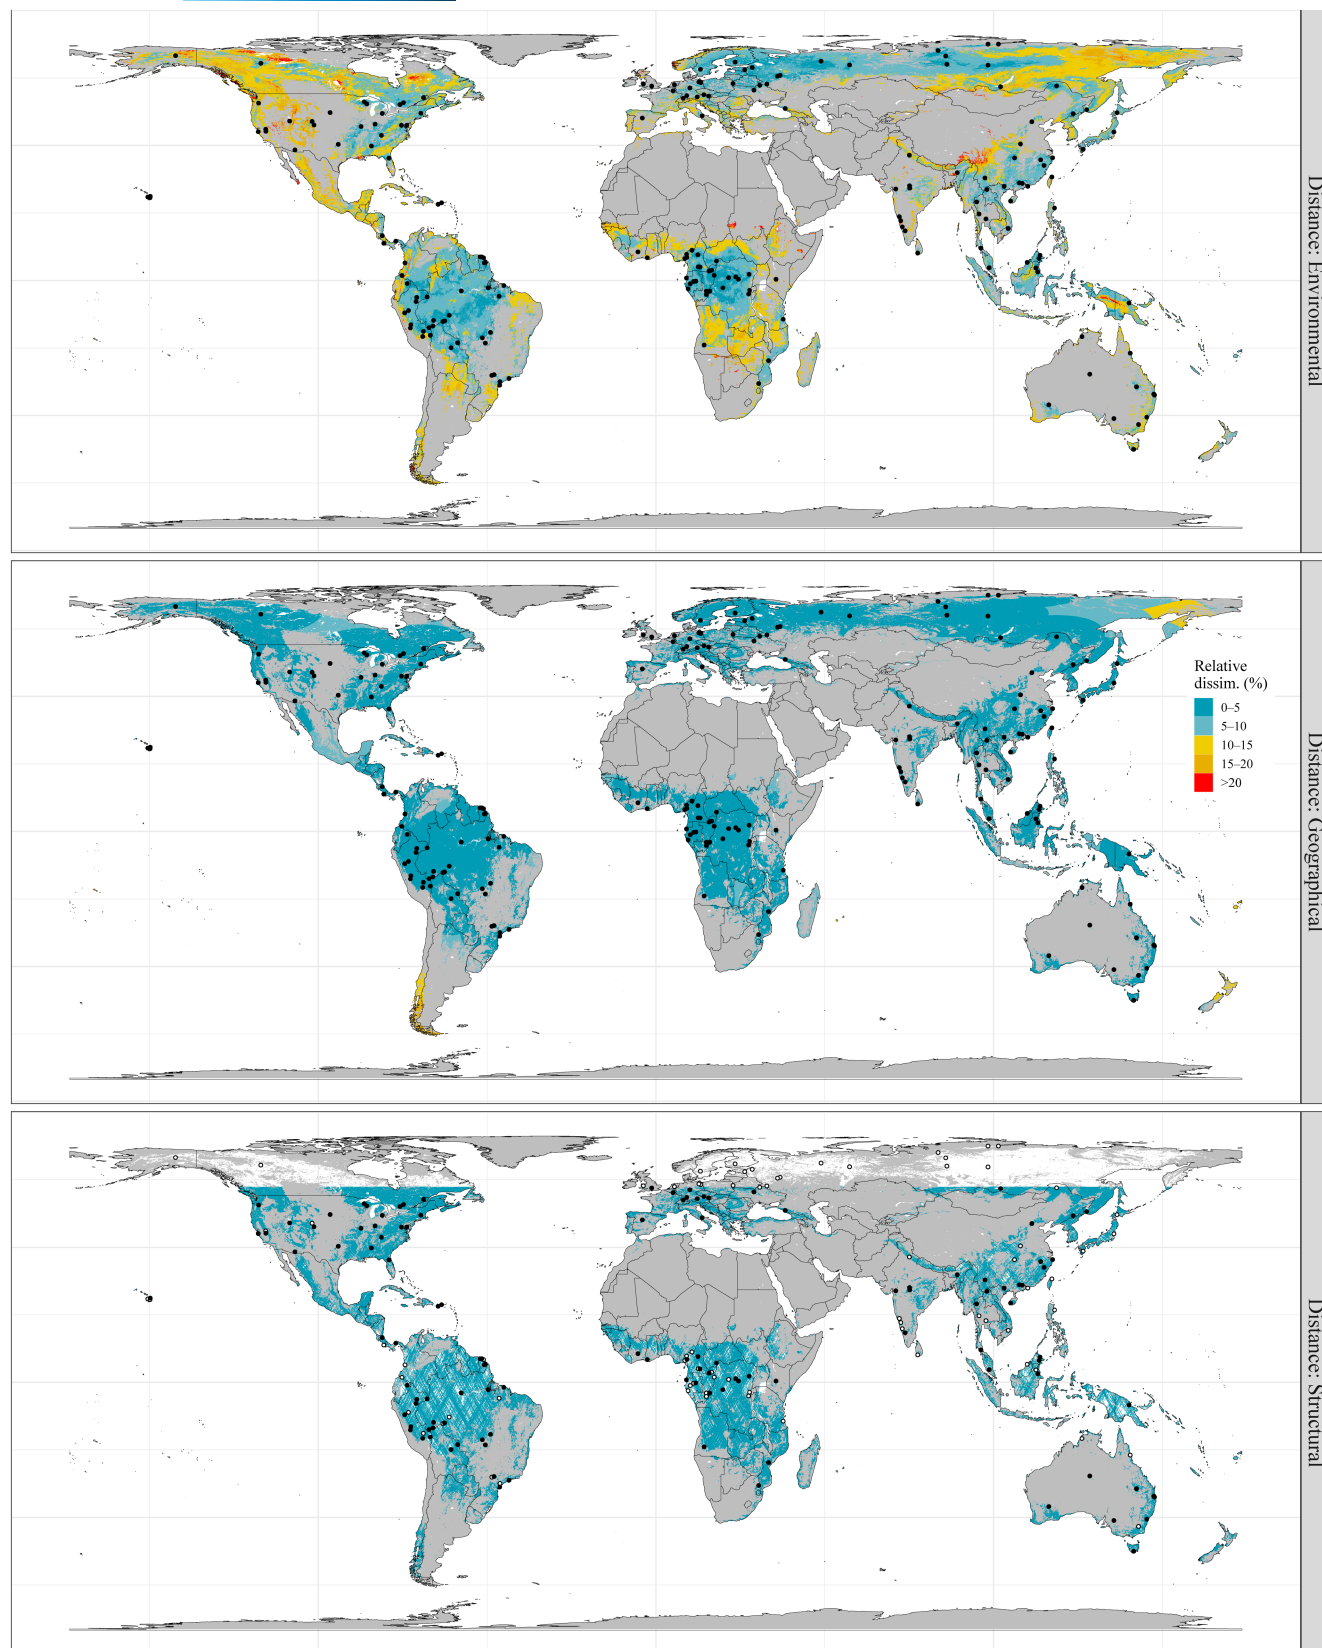 Distance: Environmental
Distance: Geographical
Relative
dissim. (%)
0–5
5–10
10–15
15–20
>20
Distance: Structural